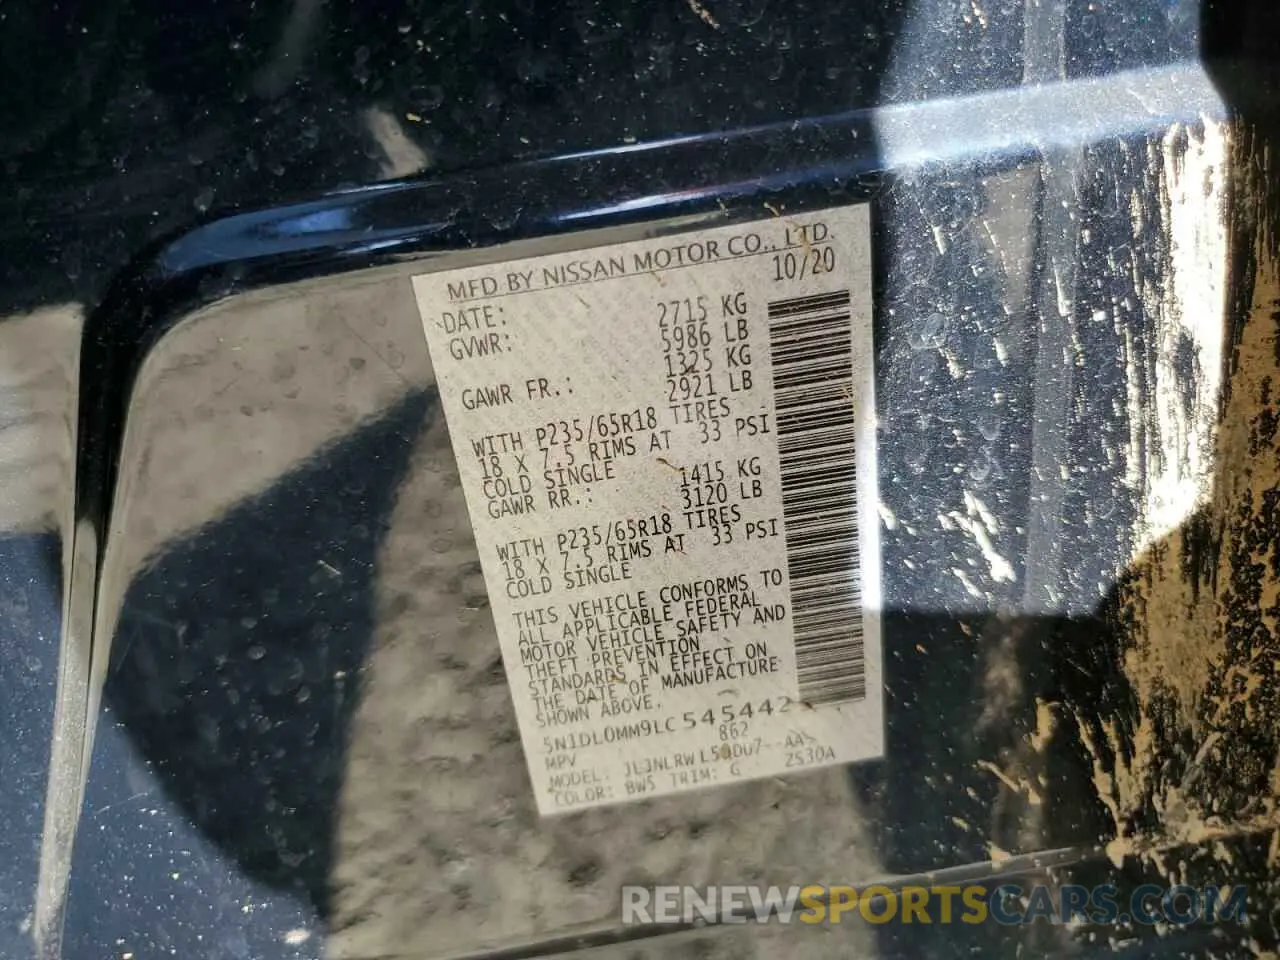 MFD BY NISSAN MOTOR CO., LTD.
DATE: 10/20
GVWR: 2715 KG
5986 LB
GAWR FR.: 1325 KG
2921 LB
WITH P235/65R18 TIRES
18 X 7.5 RIMS AT 33 PSI
COLD SINGLE
GAWR RR.: 1415 KG
3120 LB
WITH P235/65R18 TIRES
18 X 7.5 RIMS AT 33 PSI
COLD SINGLE
THIS VEHICLE CONFORMS TO
ALL APPLICABLE FEDERAL
MOTOR VEHICLE SAFETY AND
THEFT PREVENTION
STANDARDS IN EFFECT ON
THE DATE OF MANUFACTURE
SHOWN ABOVE.
5N1DL0MM9LC545442
MPV 862
MODEL:
COLOR: BW5 TRIM: G ZS30A
RENEWSPORTSCARS.COM